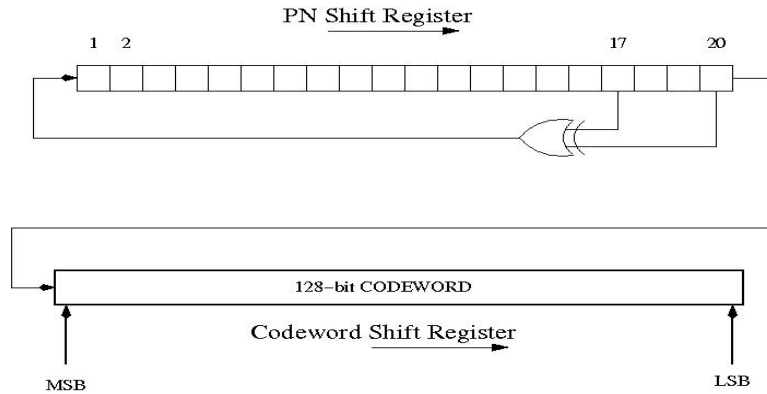 PN Shift Register
1 2 17 20
128-bit CODEWORD
Codeword Shift Register
MSB LSB